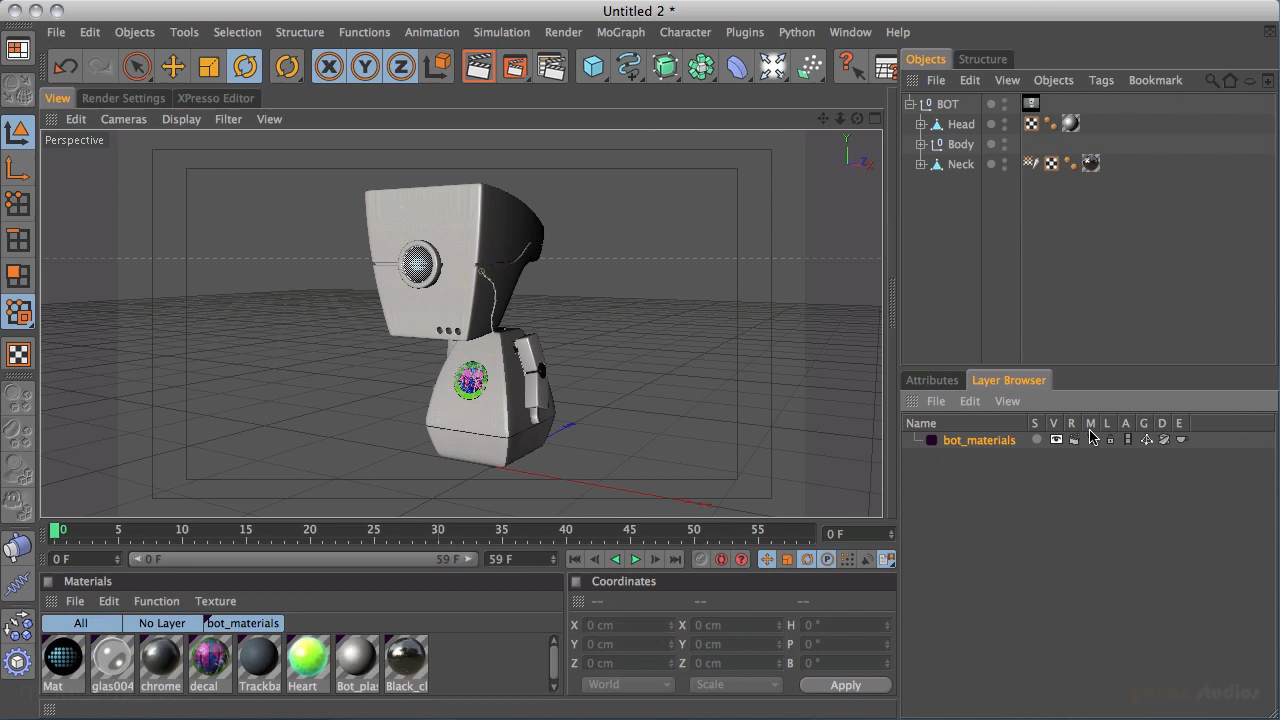 Untitled 2 *
File Edit Objects Tools Selection Structure Functions Animation Simulation Render MoGraph Character Plugins Python Window Help
X Y Z
View Render Settings XPresso Editor
Edit Cameras Display Filter View
Perspective
Y
Z X
Objects Structure
File Edit View Objects Tags Bookmark
BOT
Head
Body
Neck
Attributes Layer Browser
File Edit View
Name S V R M L A G D E
bot_materials
0 5 10 15 20 25 30 35 40 45 50 55 0 F
0 F 0 F 59 F 59 F
Materials
File Edit Function Texture
All No Layer bot_materials
Mat glas004 chrome decal Trackba Heart Bot_plas Black_cl
Coordinates
-- -- --
X 0 cm X 0 cm H 0 °
Y 0 cm Y 0 cm P 0 °
Z 0 cm Z 0 cm B 0 °
World Scale Apply
studios